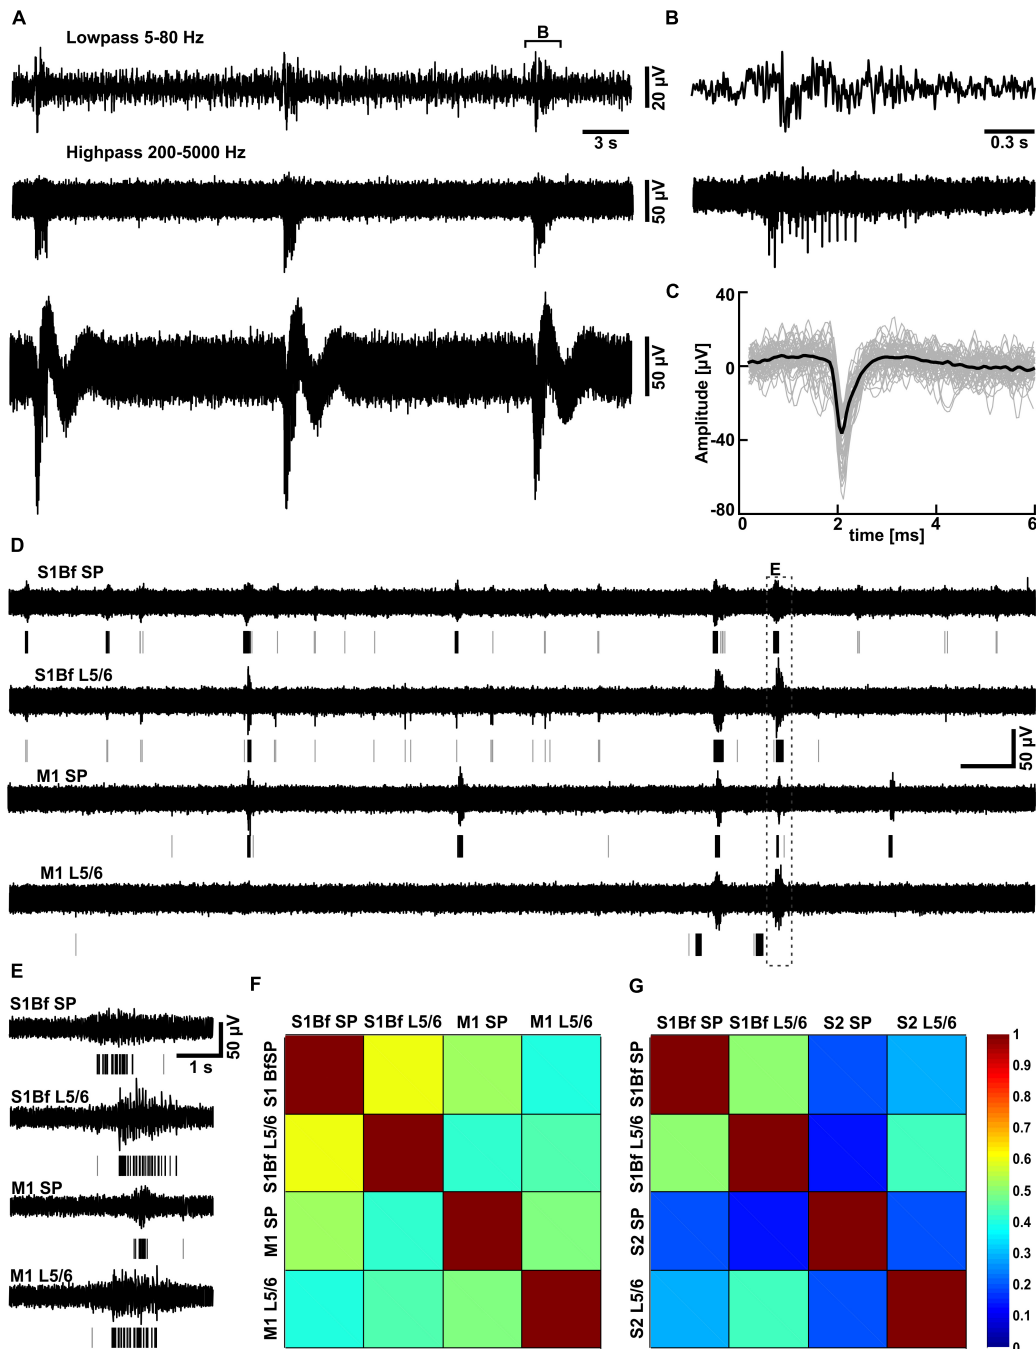 A
B
Lowpass 5-80 Hz
B
20 µV
3 s
0.3 s
Highpass 200-5000 Hz
50 µV
50 µV
50 µV
C
40
0
-40
-80
Amplitude [µV]
0
2
4
6
time [ms]
D
S1Bf SP
E
S1Bf L5/6
50 µV
M1 SP
M1 L5/6
E
S1Bf SP
50 µV
1 s
S1Bf L5/6
M1 SP
M1 L5/6
F
S1Bf SP S1Bf L5/6 M1 SP M1 L5/6
S1 BfSP
S1Bf L5/6
M1 SP
M1 L5/6
G
S1Bf SP S1Bf L5/6 S2 SP S2 L5/6
S1Bf SP
S1Bf L5/6
S2 SP
S2 L5/6
1
0.9
0.8
0.7
0.6
0.5
0.4
0.3
0.2
0.1
0